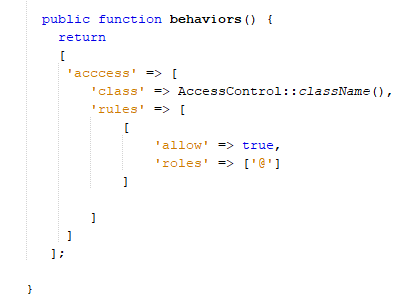 public function behaviors() {
return
[
'acccess' => [
'class' => AccessControl::className(),
'rules' => [
[
'allow' => true,
'roles' => ['@']
]
]
]
];
}